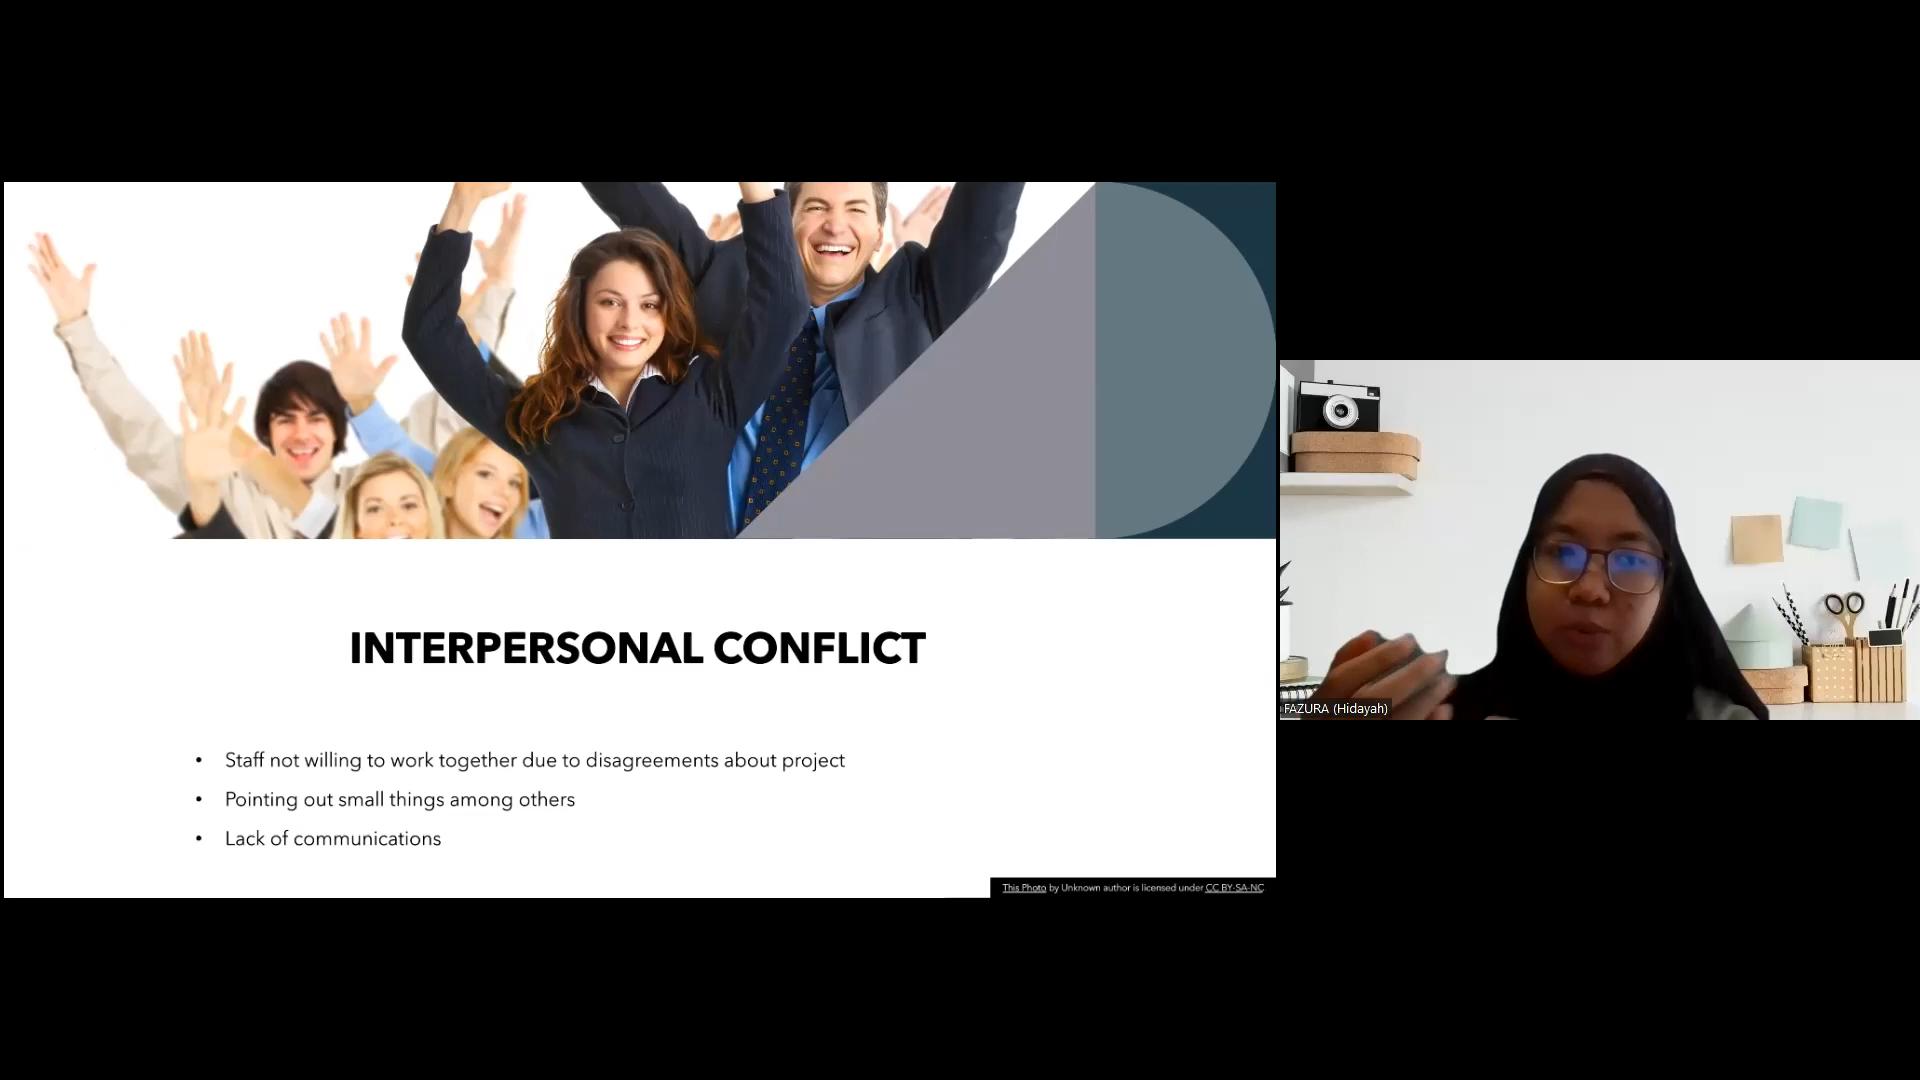 INTERPERSONAL CONFLICT
• Staff not willing to work together due to disagreements about project
• Pointing out small things among others
• Lack of communications
This Photo by Unknown author is licensed under CC BY-SA-NC
FAZURA (Hidayah)